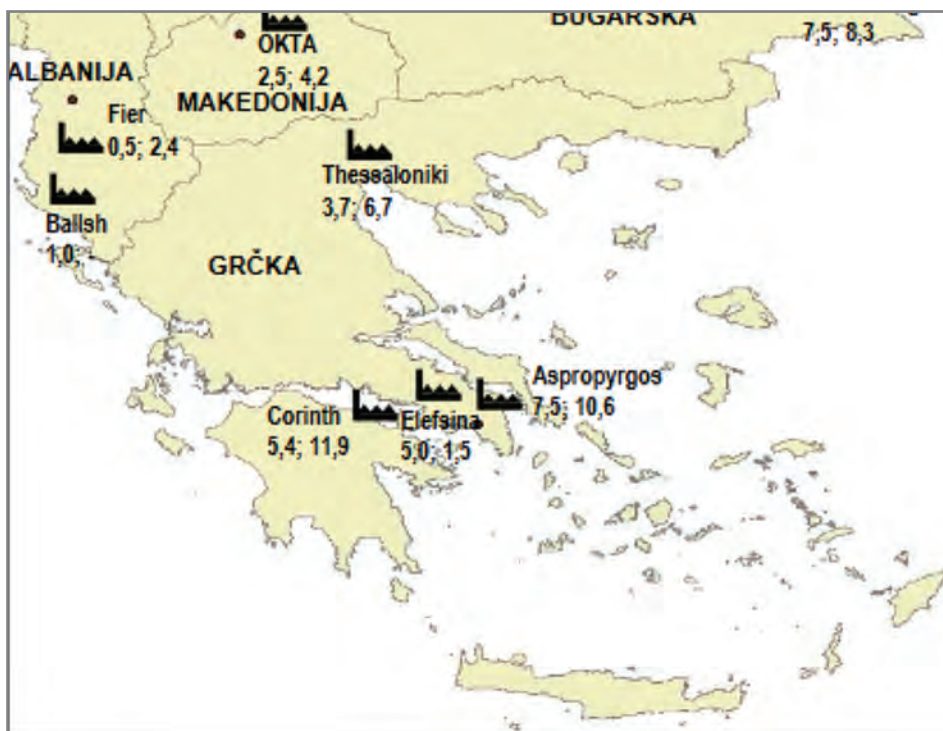 BUGARSKA
7,5; 8,3
OKTA
2,5; 4,2
ALBANIJA
MAKEDONIJA
Fier
0,5; 2,4
Thessaloniki
3,7; 6,7
Ballsh
1,0; -
GRČKA
Aspropyrgos
7,5; 10,6
Corinth
5,4; 11,9
Elefsina
5,0; 1,5